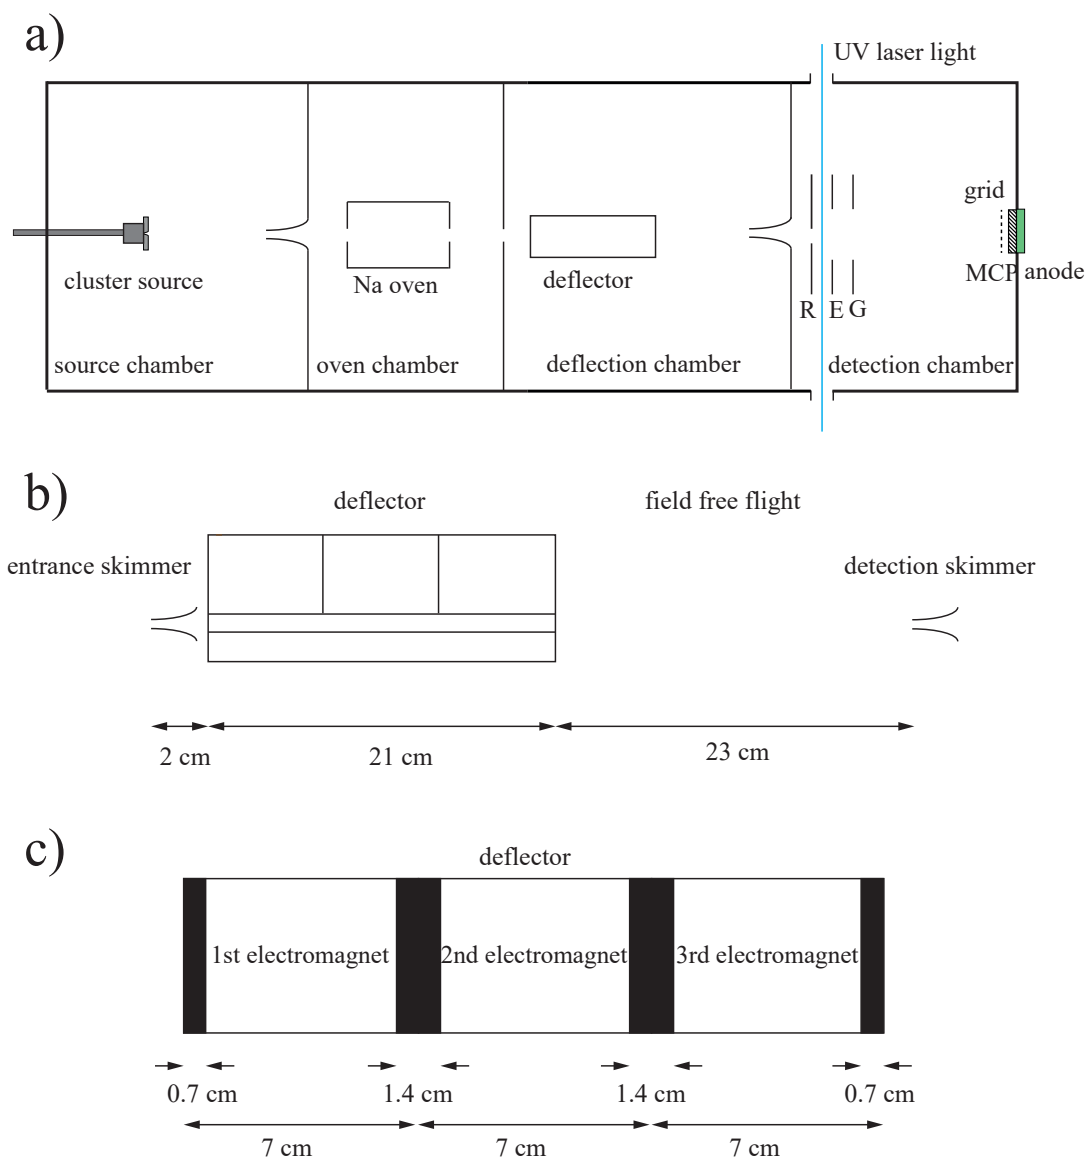 a)
UV laser light
grid
cluster source
Na oven
deflector
MCP anode
R E G
source chamber
oven chamber
deflection chamber
detection chamber
b)
deflector
field free flight
entrance skimmer
detection skimmer
2 cm
21 cm
23 cm
c)
deflector
1st electromagnet
2nd electromagnet
3rd electromagnet
0.7 cm
1.4 cm
1.4 cm
0.7 cm
7 cm
7 cm
7 cm